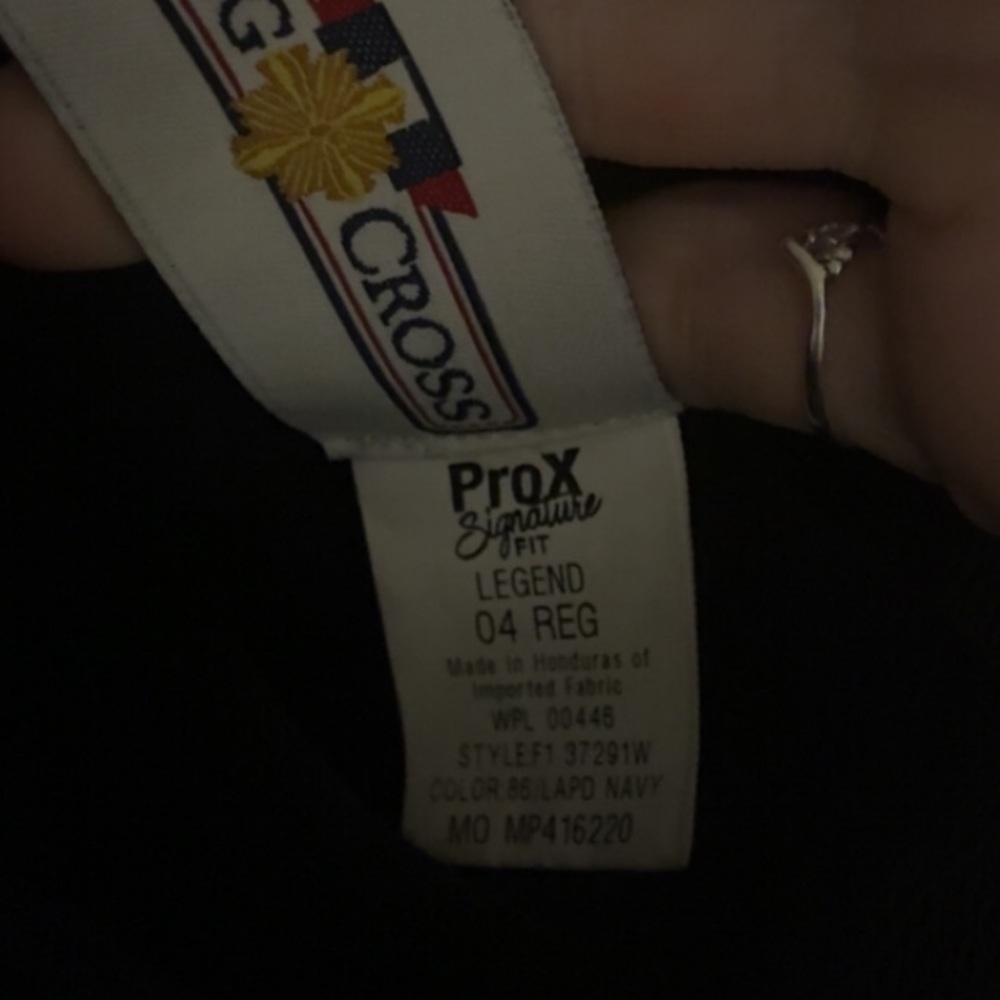 G
CROSS
ProX
Signature
FIT
LEGEND
04 REG
Made in Honduras of
Imported Fabric
WPL 00446
STYLE.F1 37291W
COLOR.86/LAPD NAVY
MO MP416220